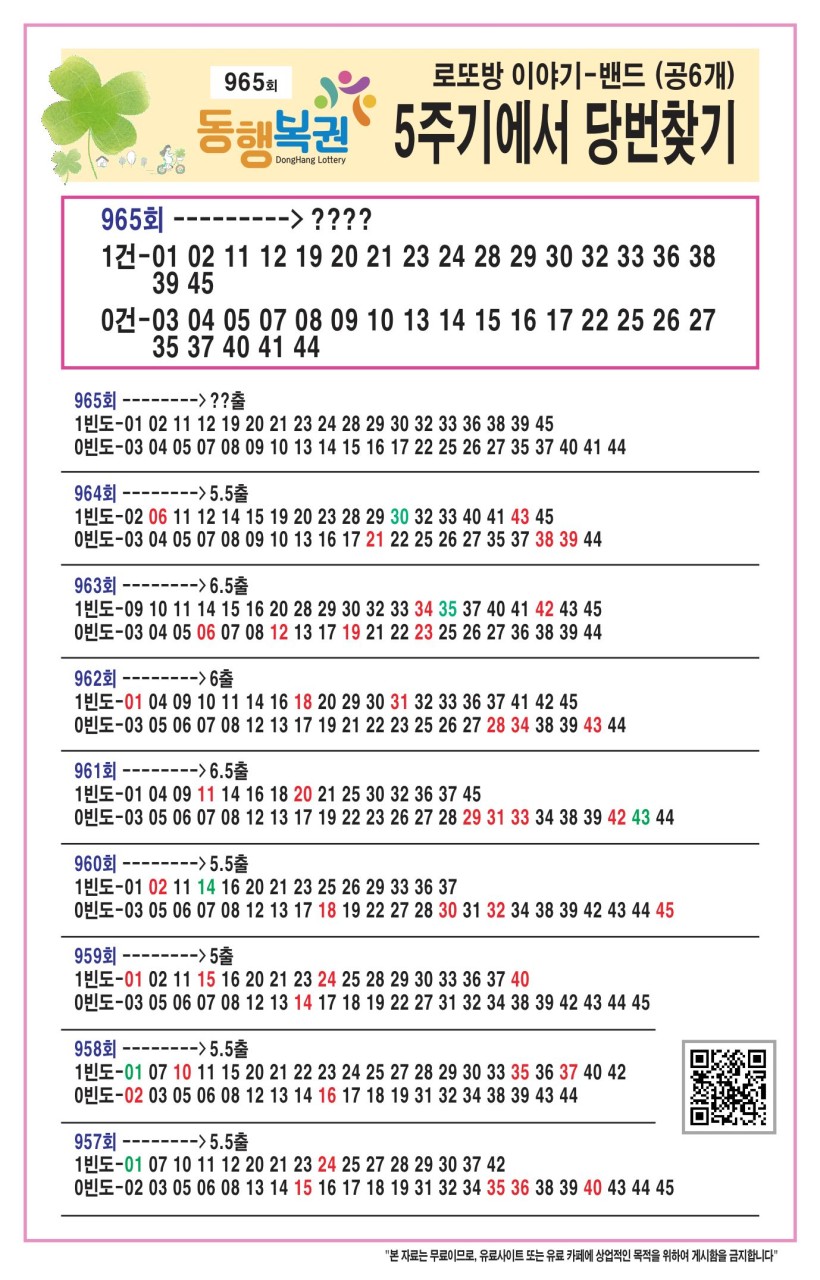 965회
로또방 이야기-밴드 (공6개)
동행복권
DongHang Lottery
5주기에서 당번찾기
965회 ---------> ????
1건-01 02 11 12 19 20 21 23 24 28 29 30 32 33 36 38
39 45
0건-03 04 05 07 08 09 10 13 14 15 16 17 22 25 26 27
35 37 40 41 44
965회 --------> ??출
1빈도-01 02 11 12 19 20 21 23 24 28 29 30 32 33 36 38 39 45
0빈도-03 04 05 07 08 09 10 13 14 15 16 17 22 25 26 27 35 37 40 41 44
964회 --------> 5.5출
1빈도-02 06 11 12 14 15 19 20 23 28 29 30 32 33 40 41 43 45
0빈도-03 04 05 07 08 09 10 13 16 17 21 22 25 26 27 35 37 38 39 44
963회 --------> 6.5출
1빈도-09 10 11 14 15 16 20 28 29 30 32 33 34 35 37 40 41 42 43 45
0빈도-03 04 05 06 07 08 12 13 17 19 21 22 23 25 26 27 36 38 39 44
962회 --------> 6출
1빈도-01 04 09 10 11 14 16 18 20 29 30 31 32 33 36 37 41 42 45
0빈도-03 05 06 07 08 12 13 17 19 21 22 23 25 26 27 28 34 38 39 43 44
961회 --------> 6.5출
1빈도-01 04 09 11 14 16 18 20 21 25 30 32 36 37 45
0빈도-03 05 06 07 08 12 13 17 19 22 23 26 27 28 29 31 33 34 38 39 42 43 44
960회 --------> 5.5출
1빈도-01 02 11 14 16 20 21 23 25 26 29 33 36 37
0빈도-03 05 06 07 08 12 13 17 18 19 22 27 28 30 31 32 34 38 39 42 43 44 45
959회 --------> 5출
1빈도-01 02 11 15 16 20 21 23 24 25 28 29 30 33 36 37 40
0빈도-03 05 06 07 08 12 13 14 17 18 19 22 27 31 32 34 38 39 42 43 44 45
958회 --------> 5.5출
1빈도-01 07 10 11 15 20 21 22 23 24 25 27 28 29 30 33 35 36 37 40 42
0빈도-02 03 05 06 08 12 13 14 16 17 18 19 31 32 34 38 39 43 44
957회 --------> 5.5출
1빈도-01 07 10 11 12 20 21 23 24 25 27 28 29 30 37 42
0빈도-02 03 05 06 08 13 14 15 16 17 18 19 31 32 34 35 36 38 39 40 43 44 45
"본 자료는 무료이므로, 유료사이트 또는 유료 카페에 상업적인 목적을 위하여 게시함을 금지합니다"